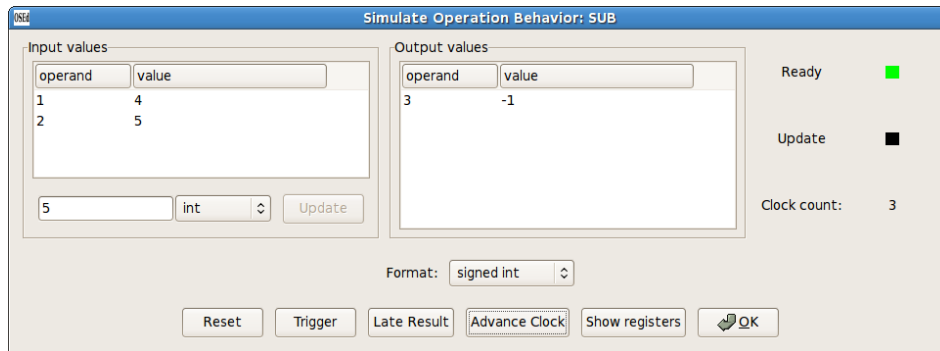 OSEd Simulate Operation Behavior: SUB
Input values
operand value
1 4
2 5
5 int Update
Output values
operand value
3 -1
Ready
Update
Clock count: 3
Format: signed int
Reset Trigger Late Result Advance Clock Show registers OK